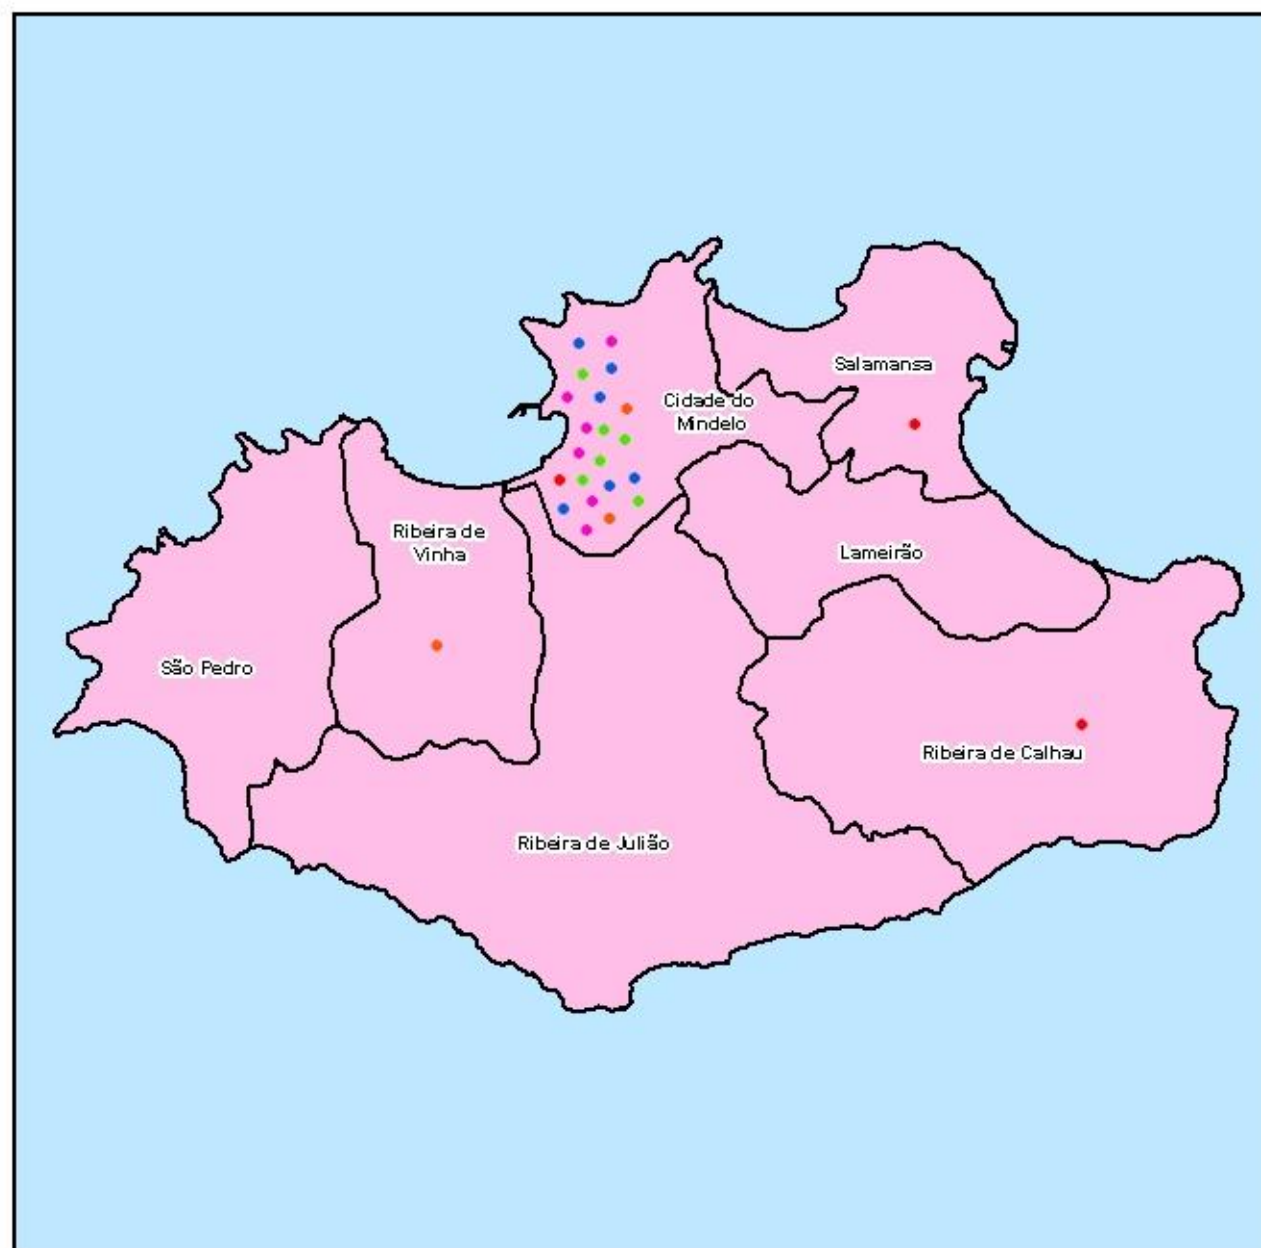 Salamansa
Cidade do
Mindelo
Ribeira de
Vinha
Lameirão
São Pedro
Ribeira de Calhau
Ribeira de Julião